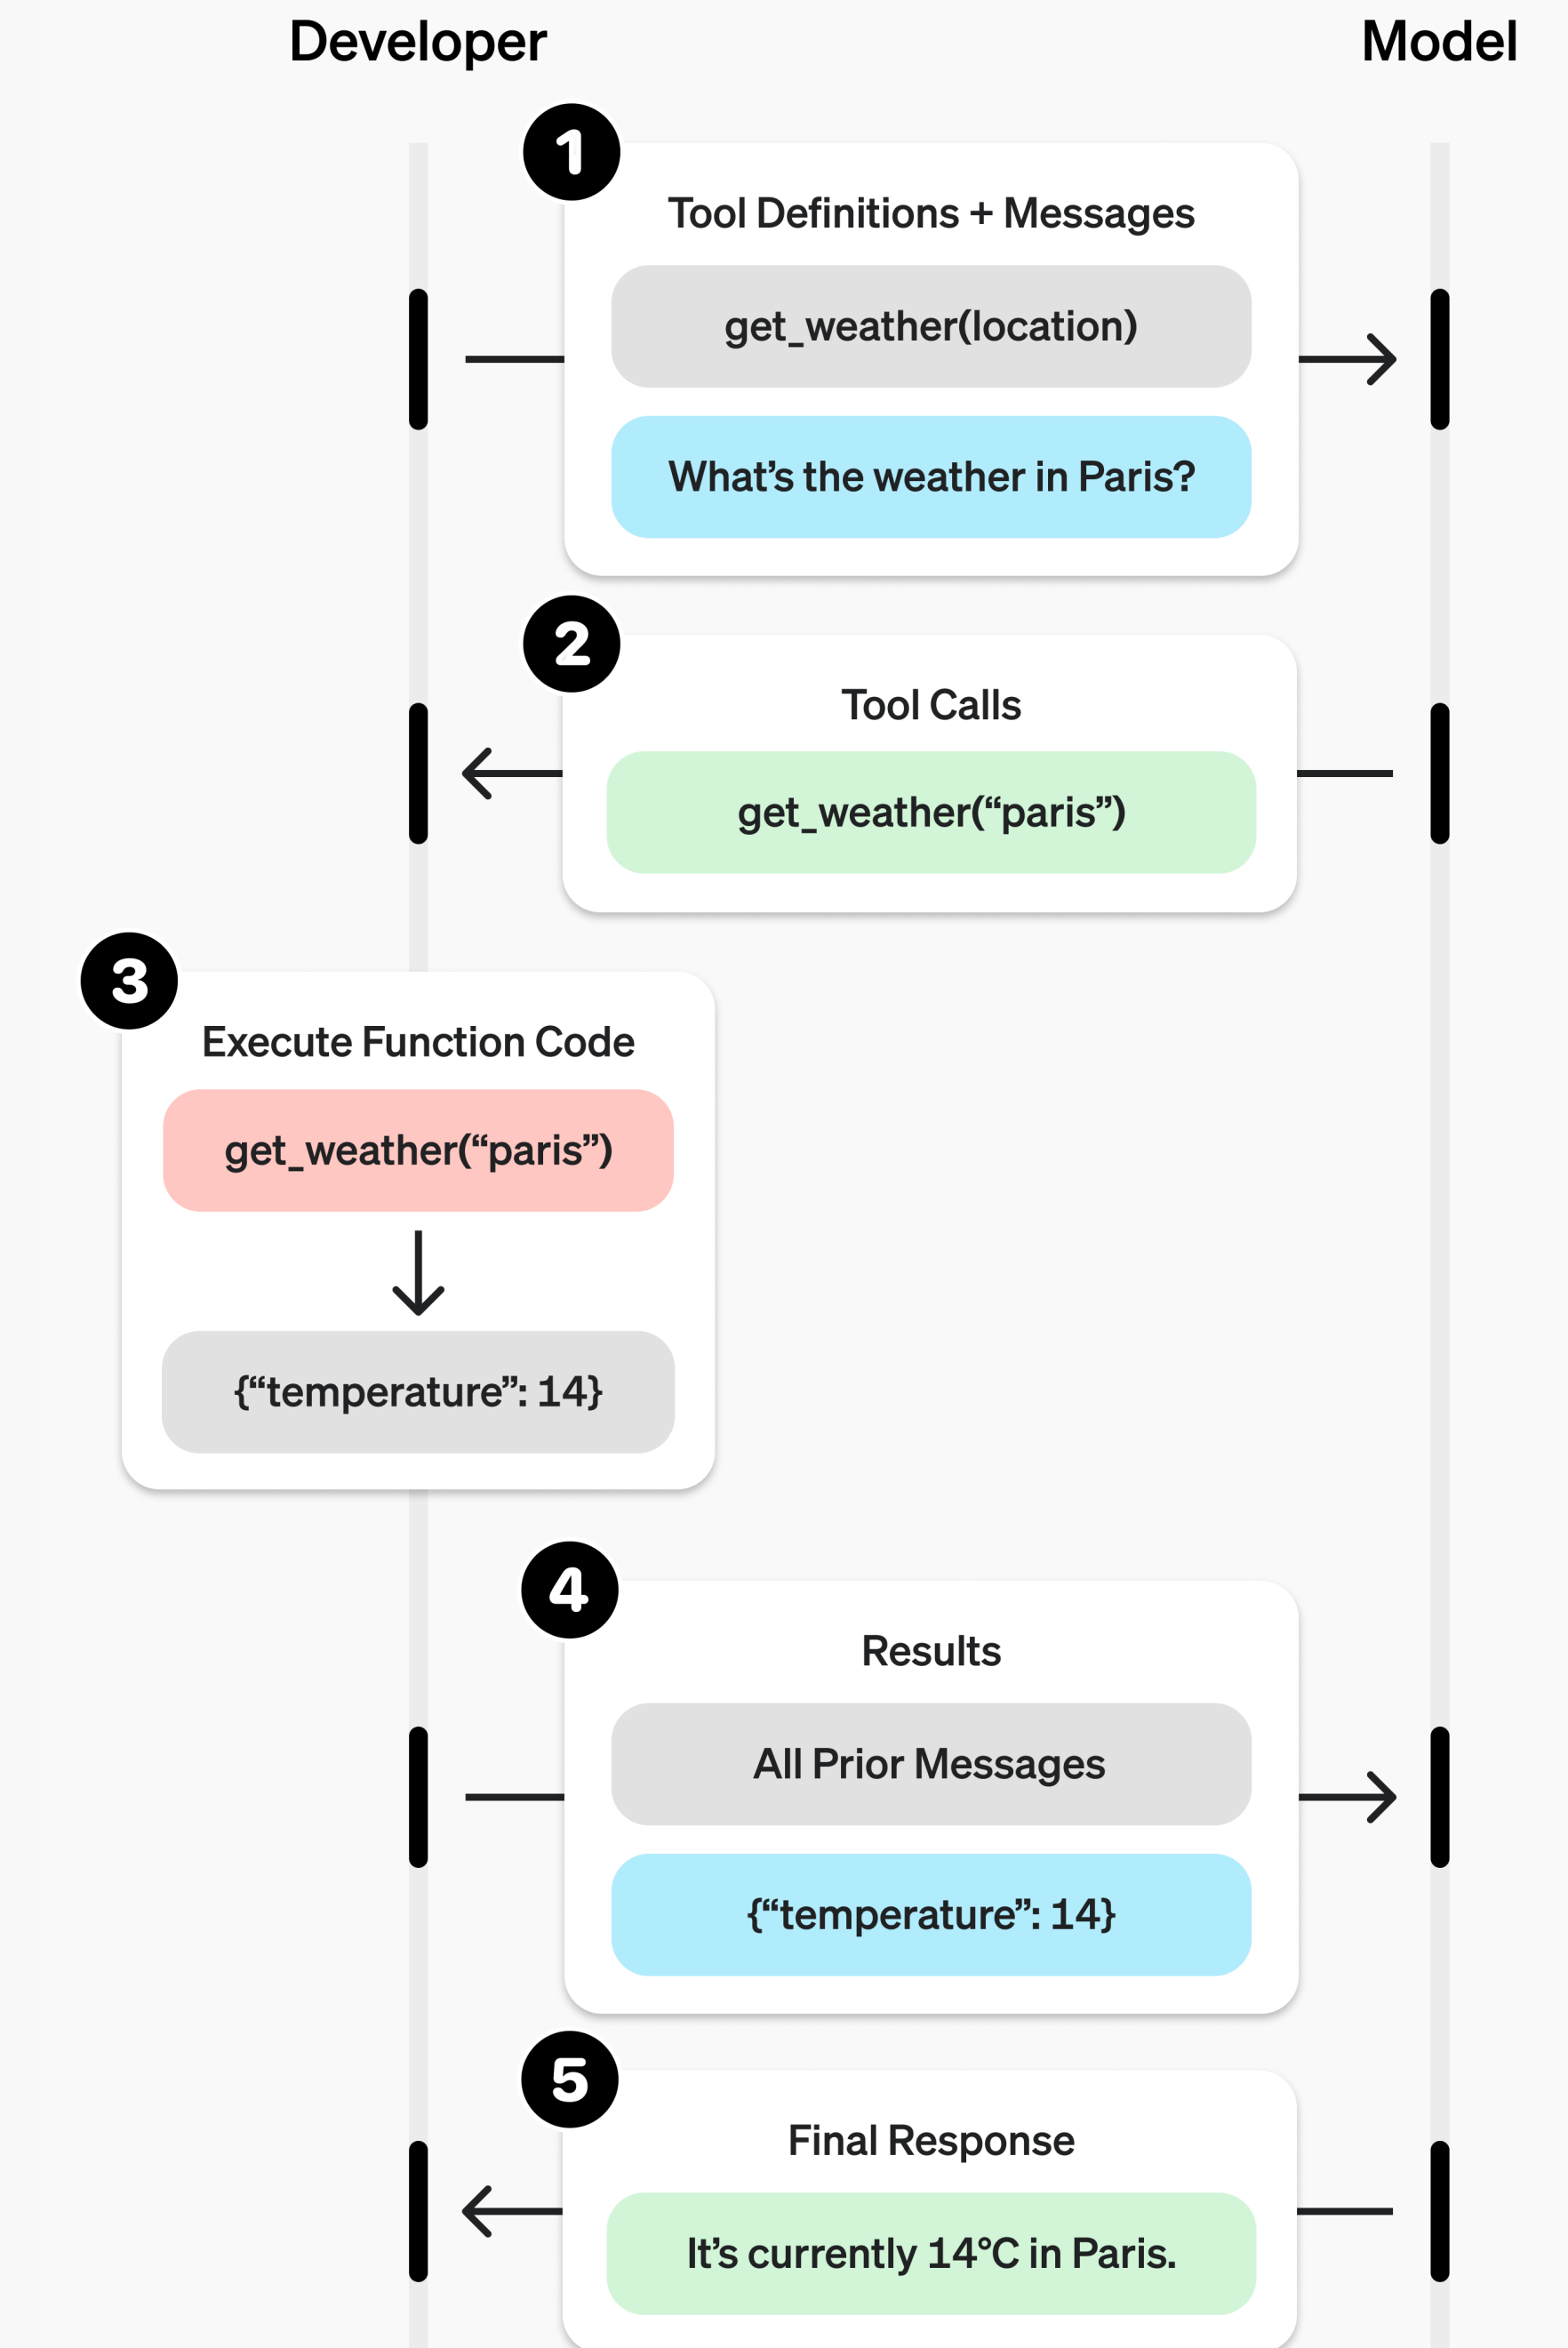 Developer
Model
1
Tool Definitions + Messages
get_weather(location)
What’s the weather in Paris?
2
Tool Calls
get_weather(“paris”)
3
Execute Function Code
get_weather(“paris”)
{“temperature”: 14}
4
Results
All Prior Messages
{“temperature”: 14}
5
Final Response
It’s currently 14°C in Paris.